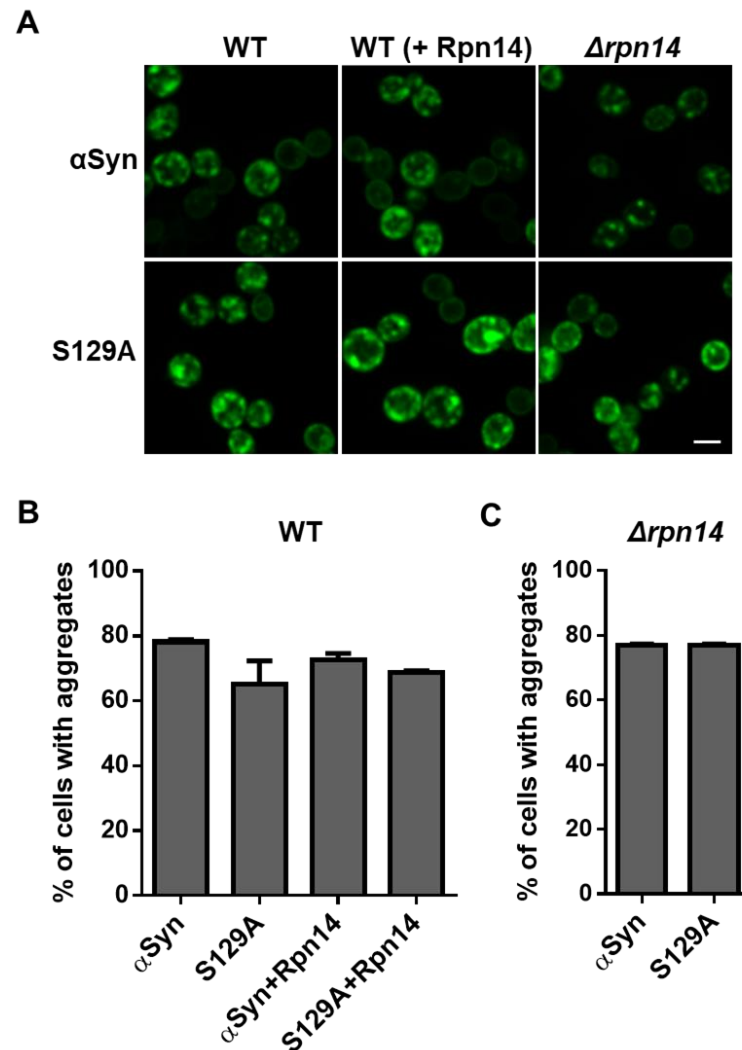 A
WT WT (+ Rpn14) Δrpn14
αSyn
S129A
B
WT
% of cells with aggregates
100
80
60
40
20
0
αSyn
S129A
αSyn+Rpn14
S129A+Rpn14
C
Δrpn14
% of cells with aggregates
100
80
60
40
20
0
αSyn
S129A